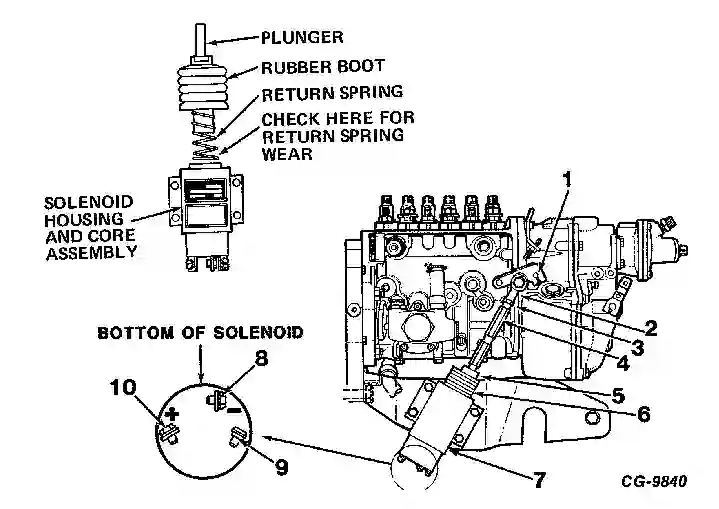 PLUNGER
RUBBER BOOT
RETURN SPRING
CHECK HERE FOR
RETURN SPRING
WEAR
SOLENOID
HOUSING
AND CORE
ASSEMBLY
1
2
3
4
5
6
7
BOTTOM OF SOLENOID
8
10
+
−
9
CG-9840